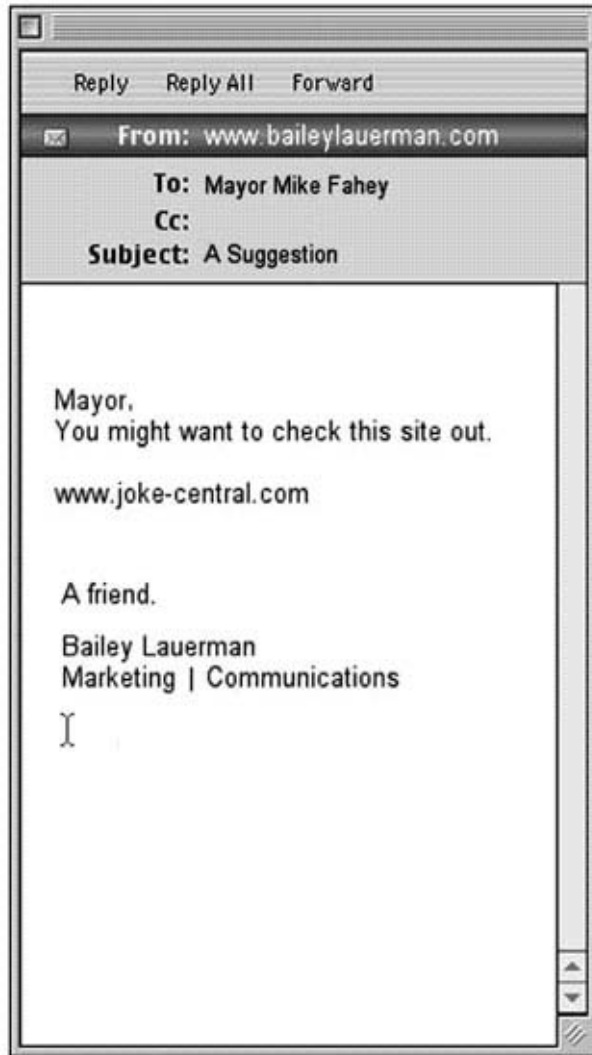 Reply Reply All Forward
From: www.baileylauerman.com
To: Mayor Mike Fahey
Cc:
Subject: A Suggestion
Mayor,
You might want to check this site out.
www.joke-central.com
A friend.
Bailey Lauerman
Marketing | Communications